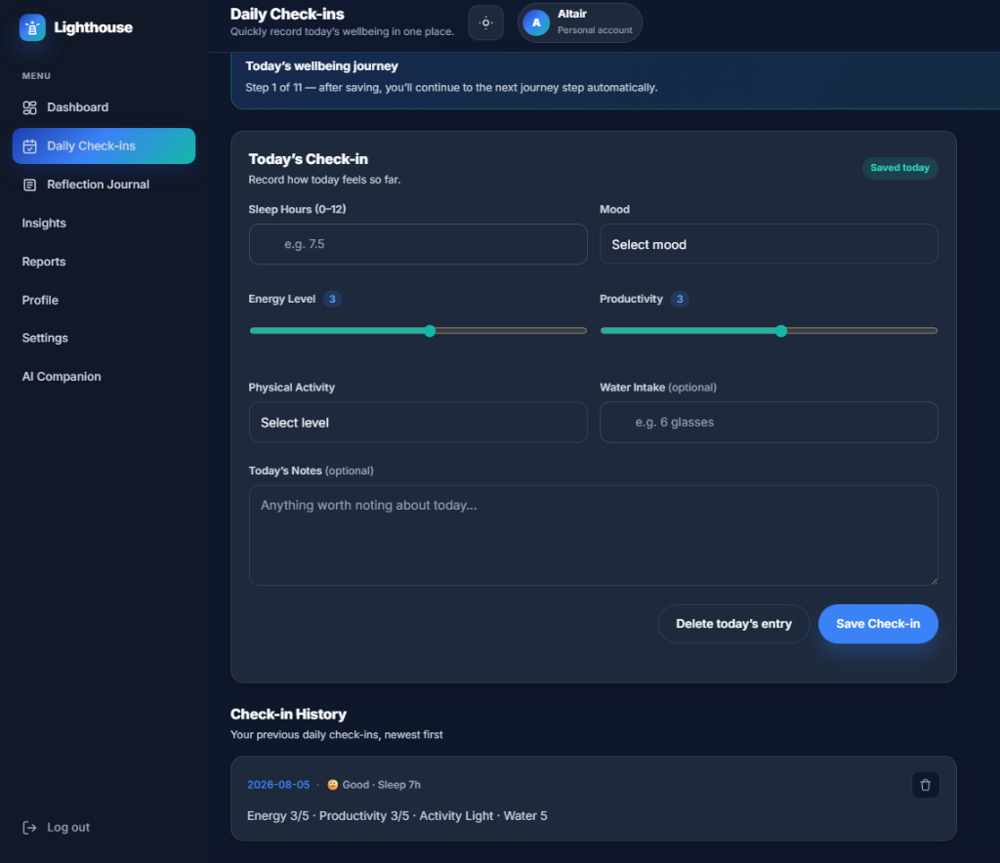 Lighthouse
MENU
Dashboard
Daily Check-ins
Reflection Journal
Insights
Reports
Profile
Settings
AI Companion
Log out
Daily Check-ins
Quickly record today’s wellbeing in one place.
A
Altair
Personal account
Today’s wellbeing journey
Step 1 of 11 — after saving, you’ll continue to the next journey step automatically.
Today’s Check-in
Record how today feels so far.
Saved today
Sleep Hours (0–12)
e.g. 7.5
Mood
Select mood
Energy Level 3
Productivity 3
Physical Activity
Select level
Water Intake (optional)
e.g. 6 glasses
Today’s Notes (optional)
Anything worth noting about today...
Delete today’s entry
Save Check-in
Check-in History
Your previous daily check-ins, newest first
2026-08-05 · Good · Sleep 7h
Energy 3/5 · Productivity 3/5 · Activity Light · Water 5